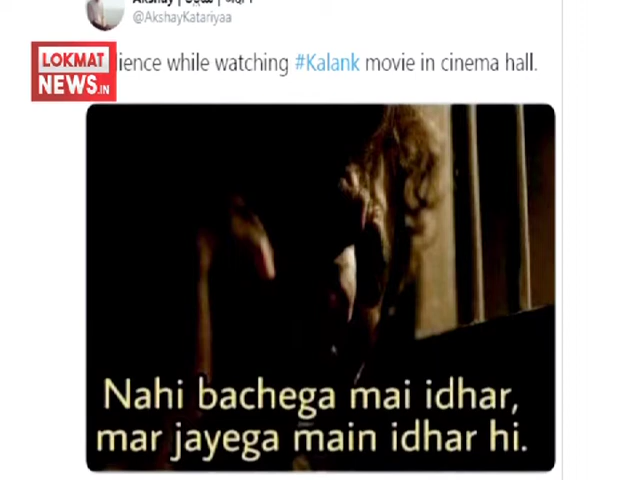 @AkshayKatariyaa
LOKMAT
NEWS.IN
ience while watching #Kalank movie in cinema hall.
Nahi bachega mai idhar,
mar jayega main idhar hi.